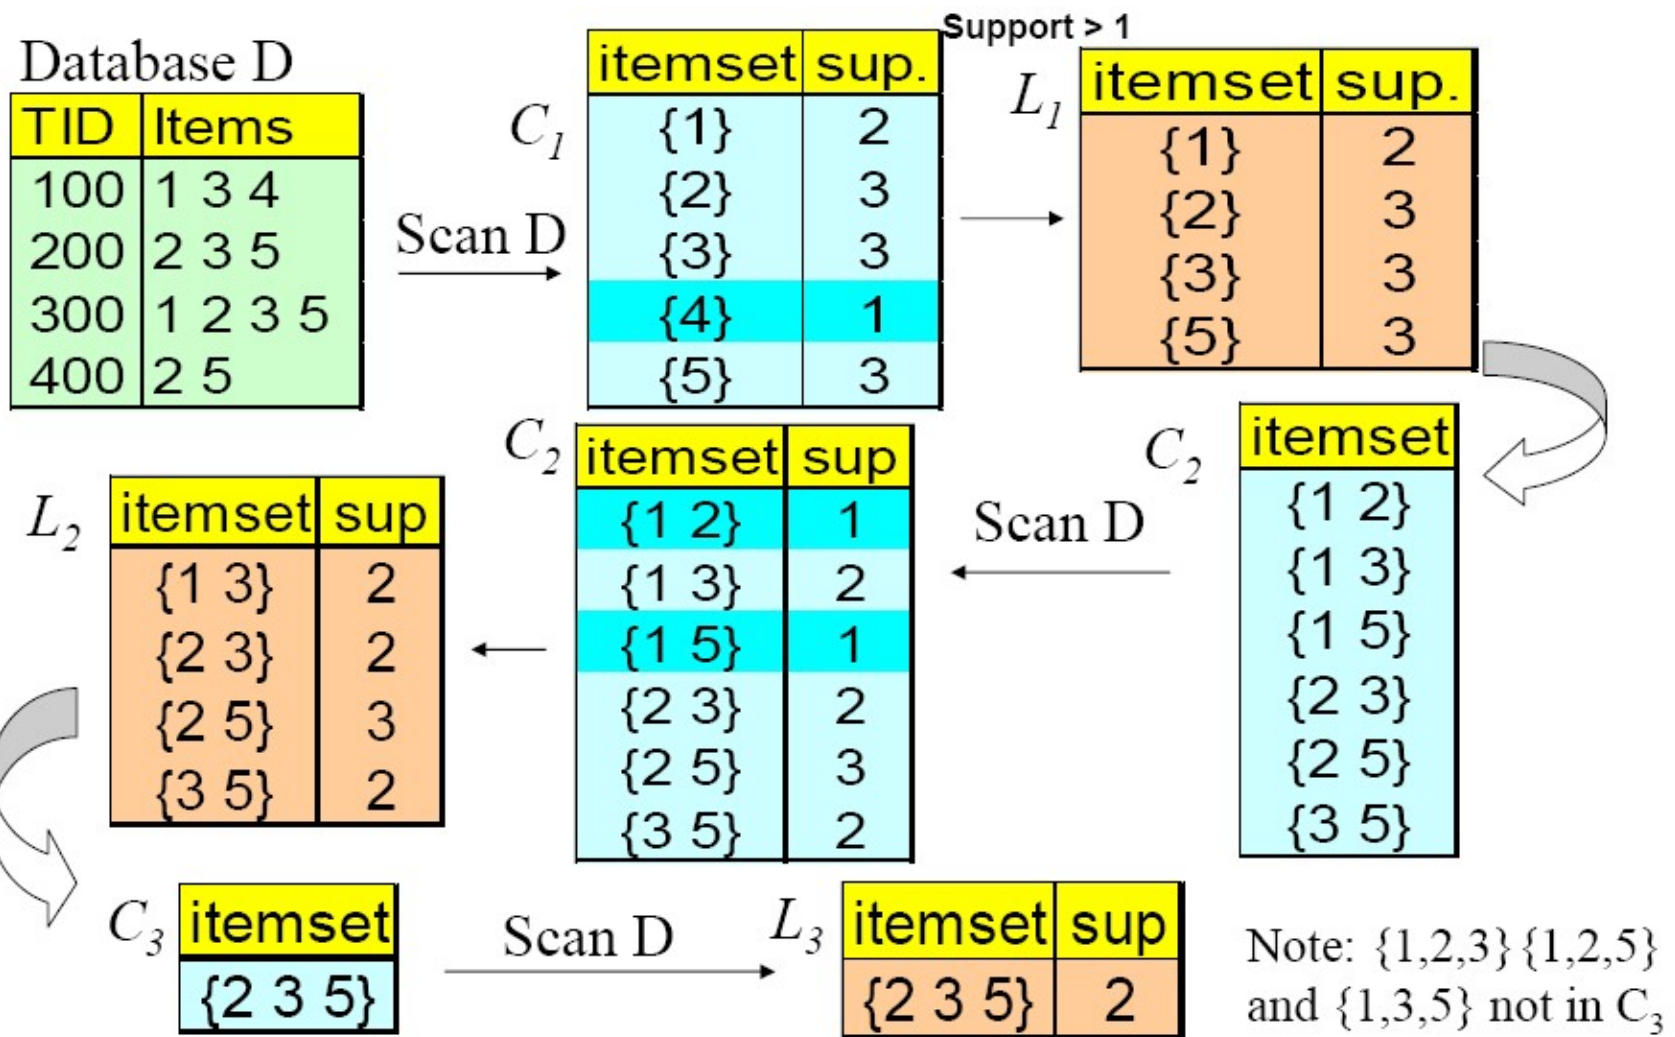 Support > 1
Database D
TID Items
100 1 3 4
200 2 3 5
300 1 2 3 5
400 2 5
Scan D
C1
itemset sup.
{1} 2
{2} 3
{3} 3
{4} 1
{5} 3
L1
itemset sup.
{1} 2
{2} 3
{3} 3
{5} 3
C2
itemset
{1 2}
{1 3}
{1 5}
{2 3}
{2 5}
{3 5}
Scan D
C2
itemset sup
{1 2} 1
{1 3} 2
{1 5} 1
{2 3} 2
{2 5} 3
{3 5} 2
L2
itemset sup
{1 3} 2
{2 3} 2
{2 5} 3
{3 5} 2
C3
itemset
{2 3 5}
Scan D
L3
itemset sup
{2 3 5} 2
Note: {1,2,3}{1,2,5}
and {1,3,5} not in C3